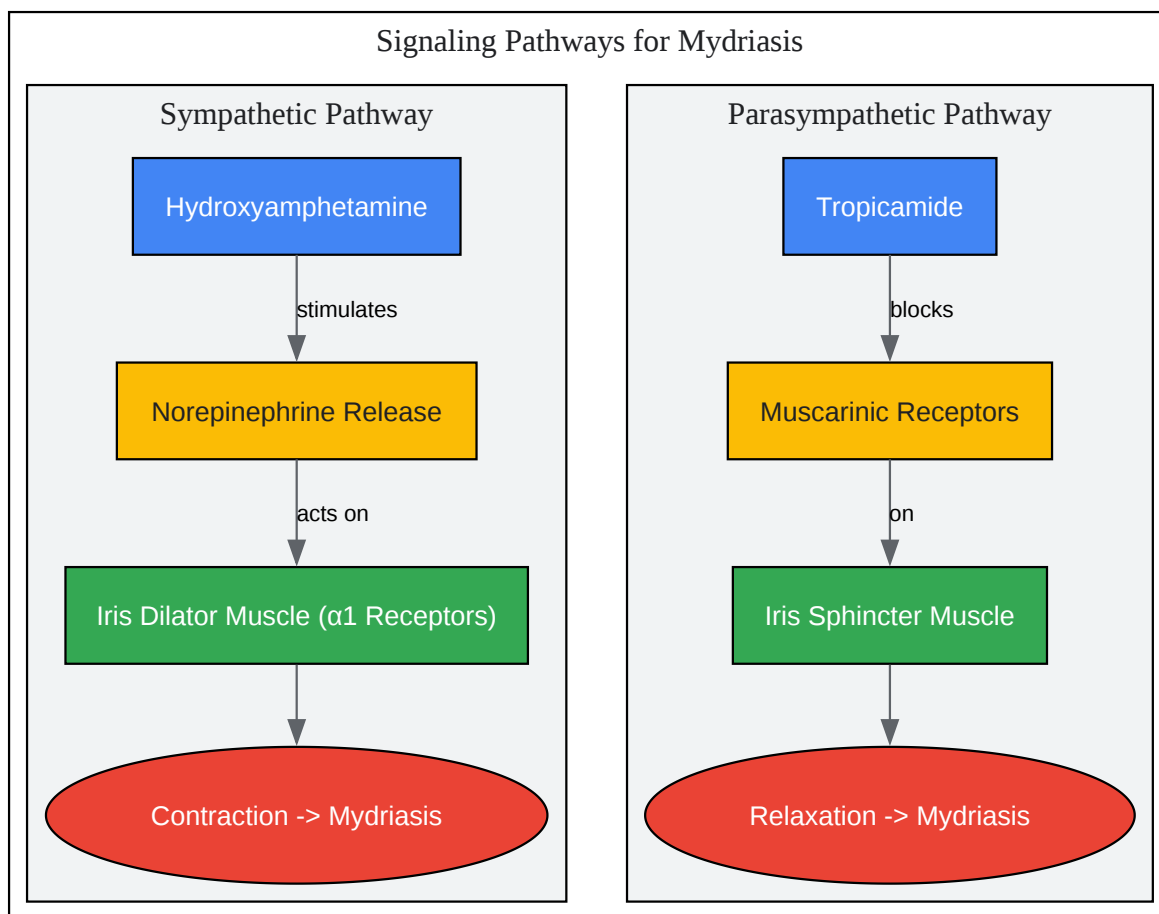 Signaling Pathways for Mydriasis
Sympathetic Pathway
Hydroxyamphetamine
stimulates
Norepinephrine Release
acts on
Iris Dilator Muscle (α1 Receptors)
Contraction -> Mydriasis
Parasympathetic Pathway
Tropicamide
blocks
Muscarinic Receptors
on
Iris Sphincter Muscle
Relaxation -> Mydriasis